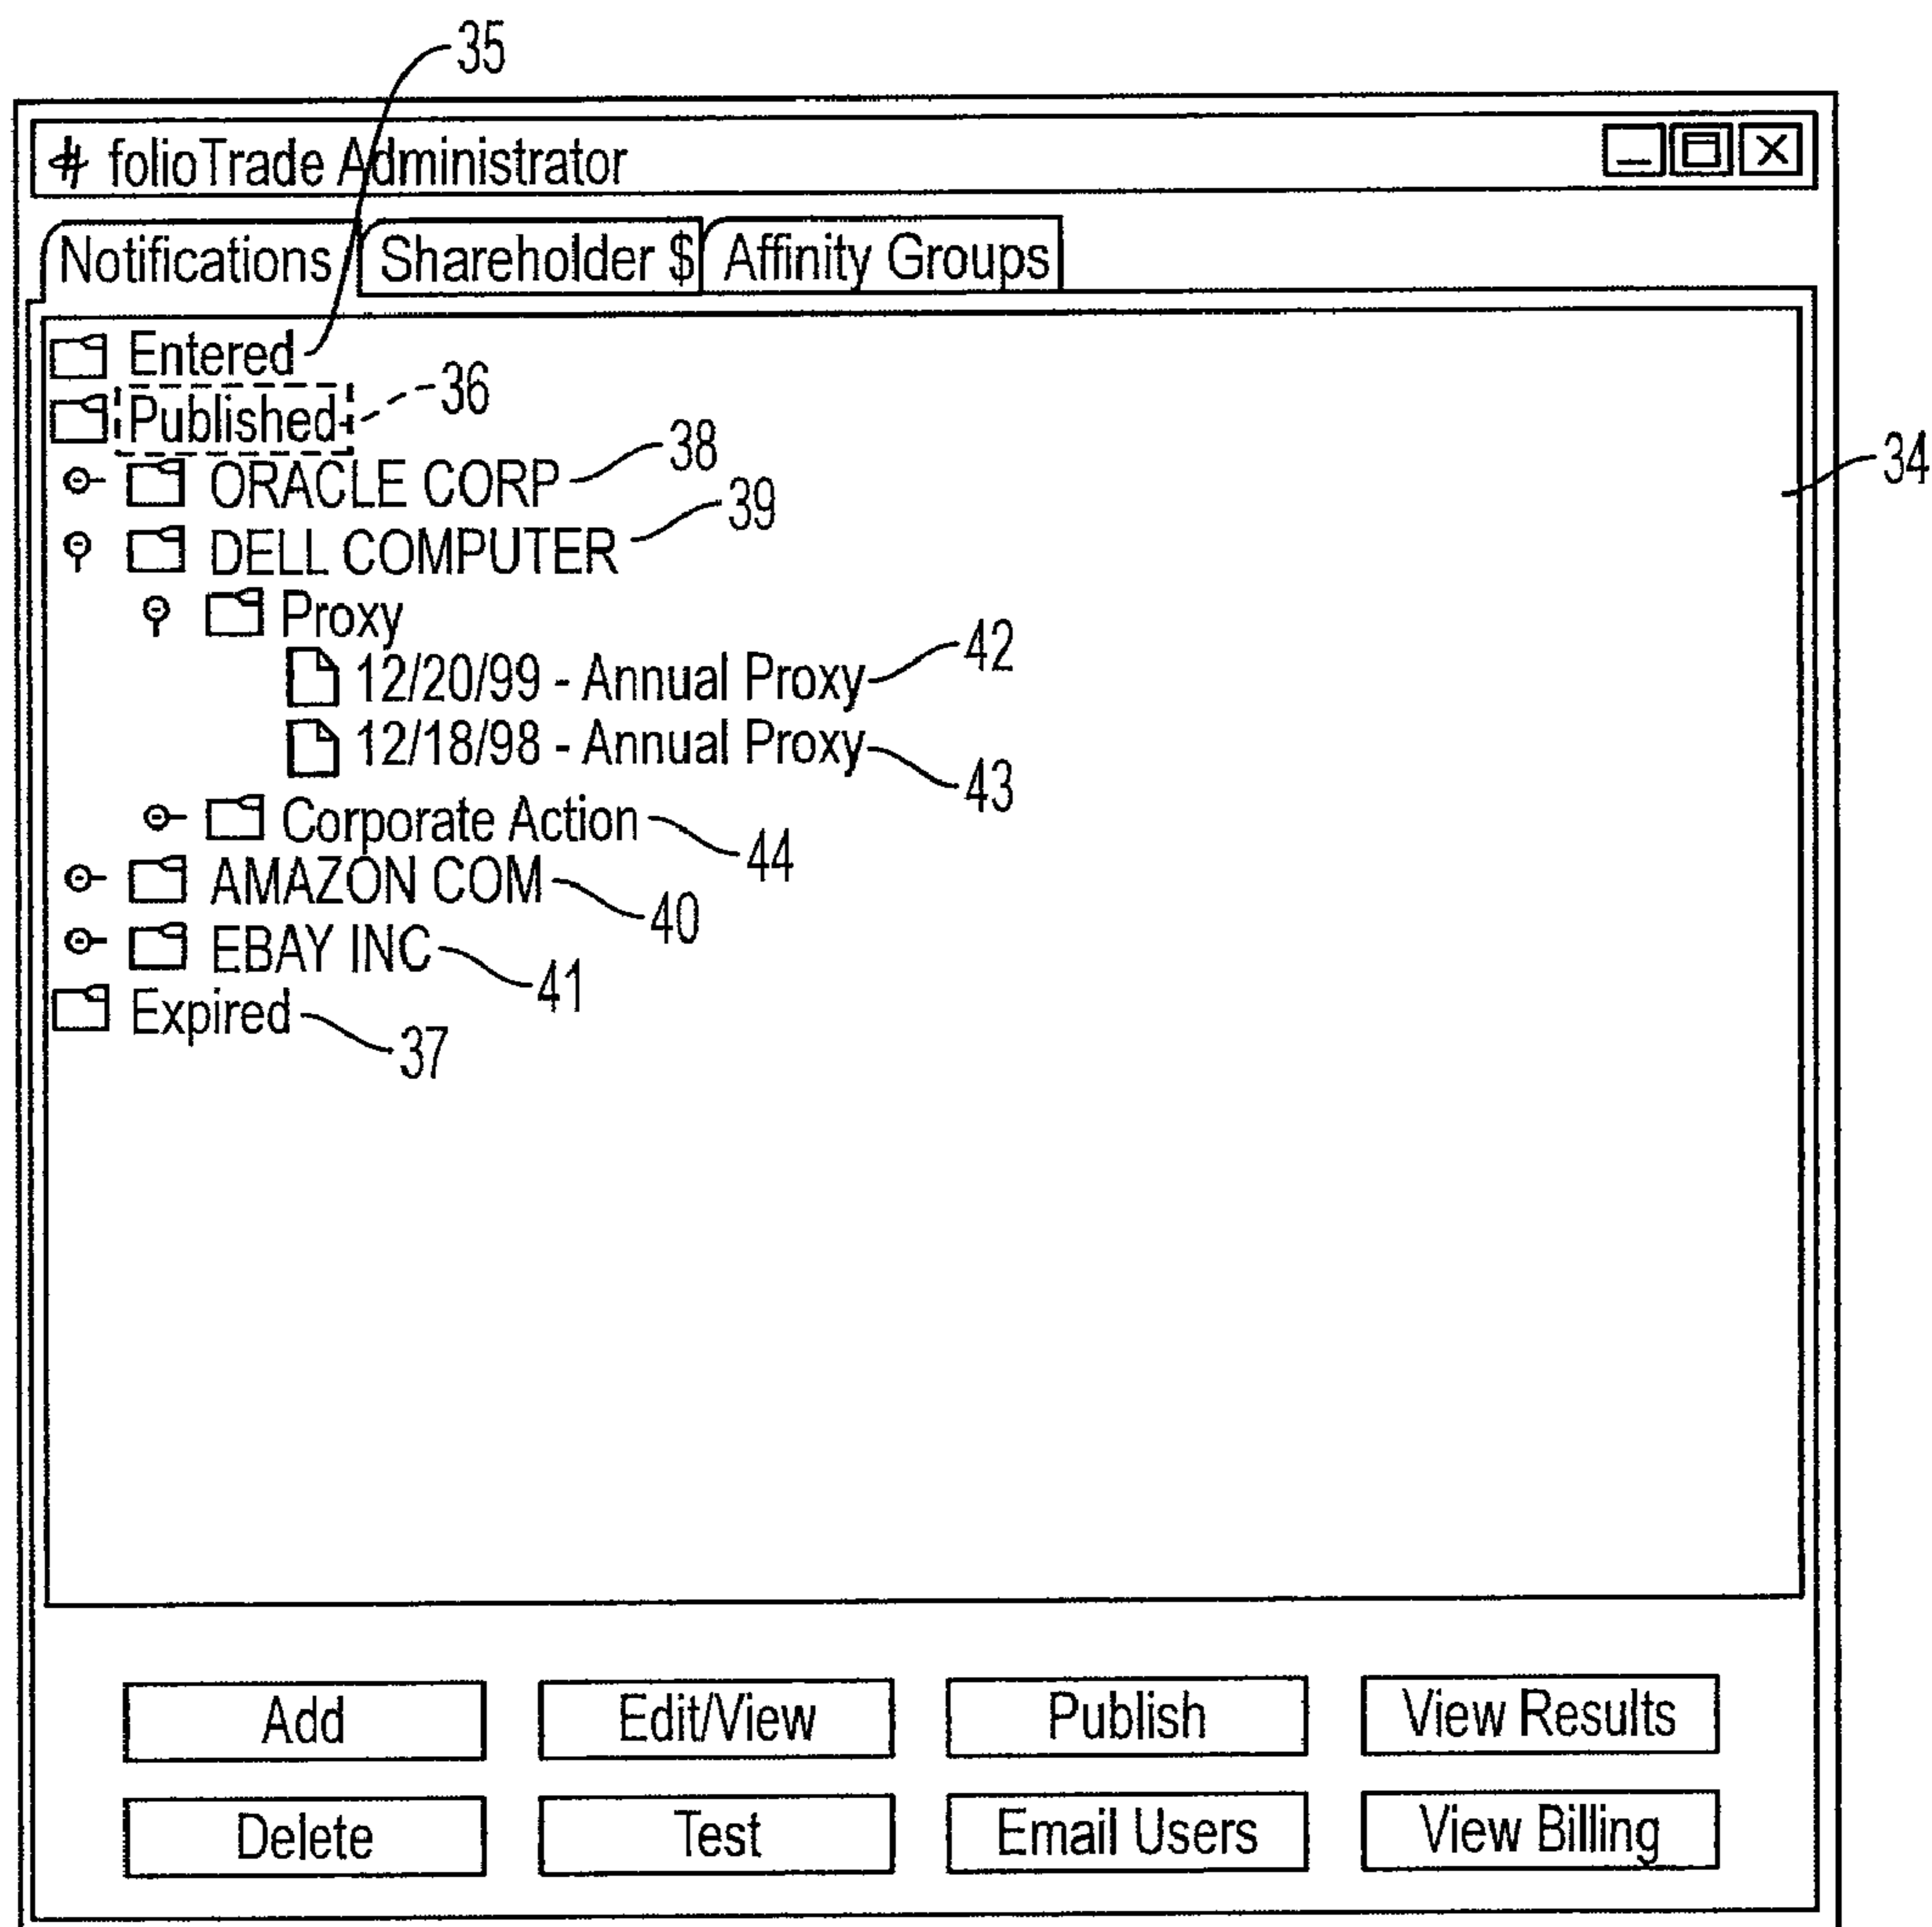 35
# folioTrade Administrator
Notifications Shareholder $ Affinity Groups
Entered
Published 36
ORACLE CORP 38
34
DELL COMPUTER 39
Proxy
12/20/99 - Annual Proxy 42
12/18/98 - Annual Proxy 43
Corporate Action 44
AMAZON COM 40
EBAY INC 41
Expired 37
Add Edit/View Publish View Results
Delete Test Email Users View Billing